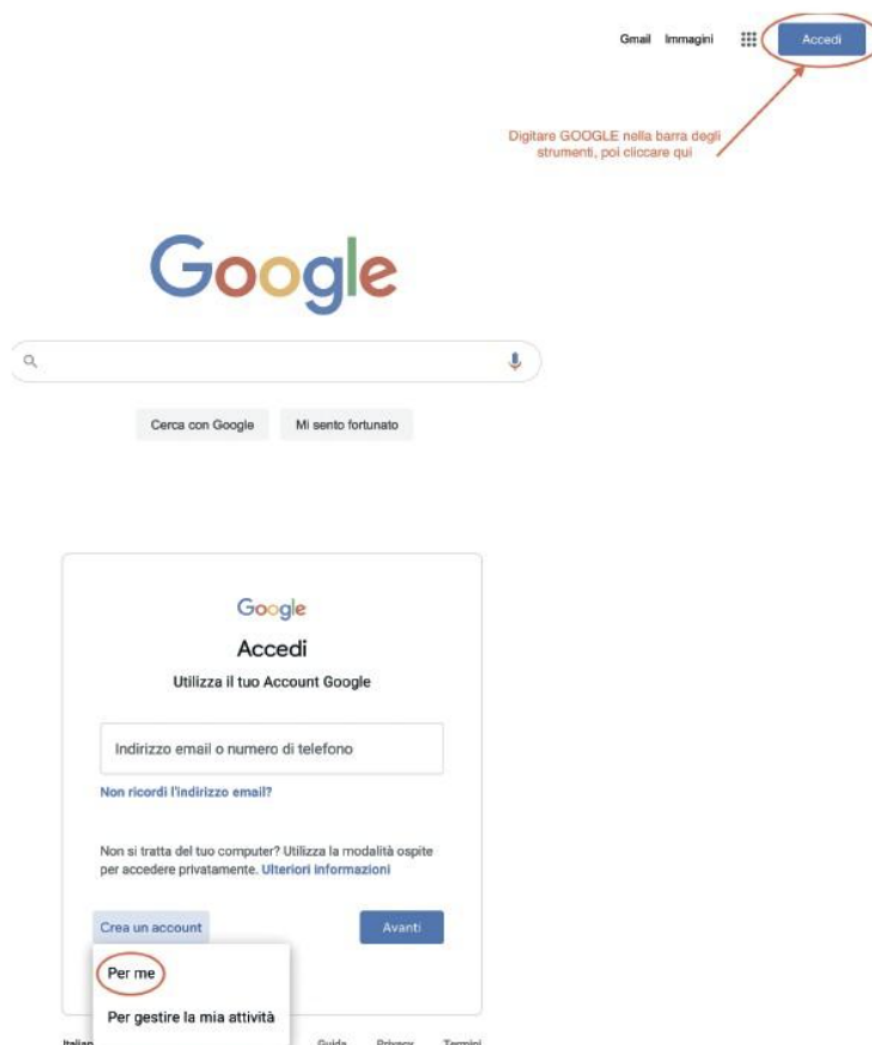 Gmail Immagini Accedi
Digitare GOOGLE nella barra degli
strumenti, poi cliccare qui
Google
Cerca con Google Mi sento fortunato
Google
Accedi
Utilizza il tuo Account Google
Indirizzo email o numero di telefono
Non ricordi l'indirizzo email?
Non si tratta del tuo computer? Utilizza la modalità ospite
per accedere privatamente. Ulteriori informazioni
Crea un account Avanti
Per me
Per gestire la mia attività
Guida Privacy Termini